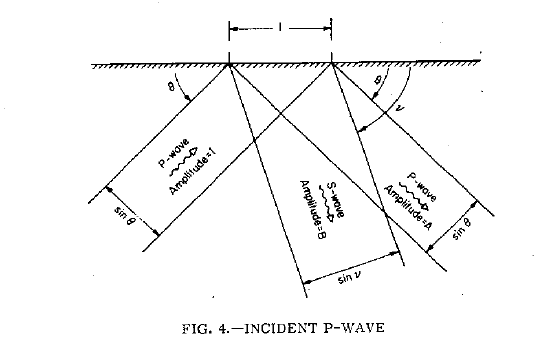 1
θ
θ
ν
P-wave
Amplitude=1
S-wave
Amplitude=B
P-wave
Amplitude=A
sin θ
sin ν
sin θ
FIG. 4.—INCIDENT P-WAVE